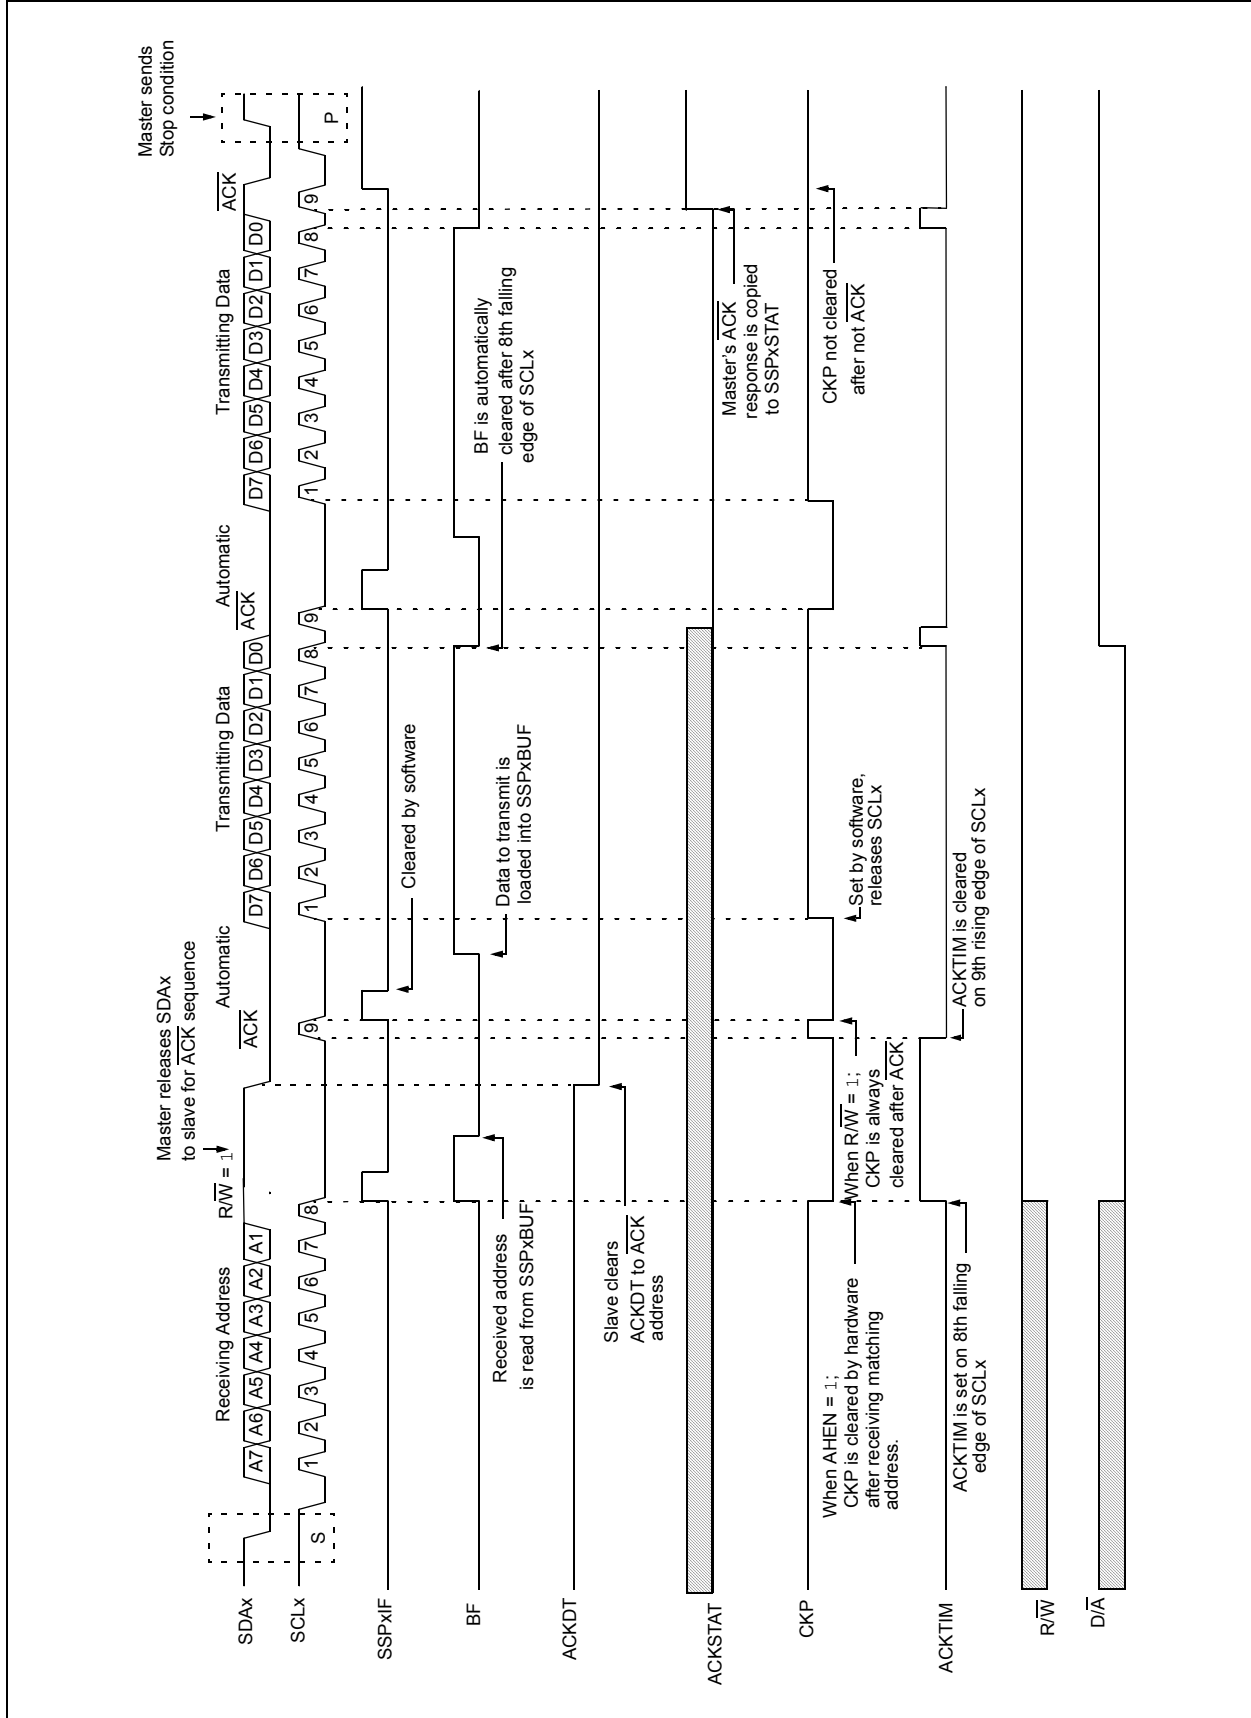 Master releases SDAx
to slave for ACK sequence
Master sends
Stop condition
Receiving Address
R/W = 1
Automatic
Transmitting Data
Automatic
Transmitting Data
ACK
ACK
ACK
SDAx
A7 A6 A5 A4 A3 A2 A1
D7 D6 D5 D4 D3 D2 D1 D0
D7 D6 D5 D4 D3 D2 D1 D0
SCLx
S
1 2 3 4 5 6 7 8
9
1 2 3 4 5 6 7 8 9
1 2 3 4 5 6 7 8 9
P
SSPxIF
Cleared by software
BF
Received address
is read from SSPxBUF
Data to transmit is
loaded into SSPxBUF
BF is automatically
cleared after 8th falling
edge of SCLx
ACKDT
Slave clears
ACKDT to ACK
address
ACKSTAT
Master's ACK
response is copied
to SSPxSTAT
CKP
When AHEN = 1;
CKP is cleared by hardware
after receiving matching
address.
When R/W = 1;
CKP is always
cleared after ACK
Set by software,
releases SCLx
CKP not cleared
after not ACK
ACKTIM
ACKTIM is set on 8th falling
edge of SCLx
ACKTIM is cleared
on 9th rising edge of SCLx
R/W
D/A